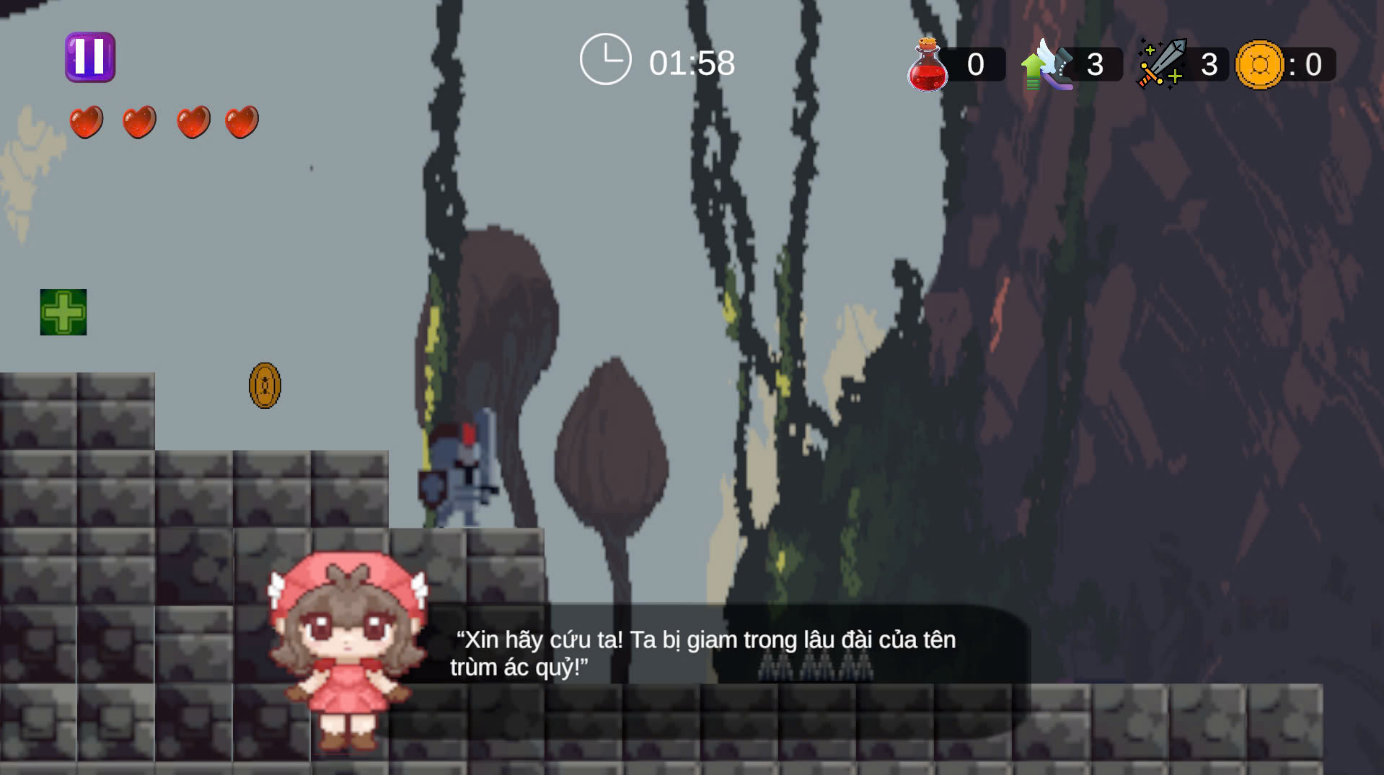 01:58
0
3
3
: 0
“Xin hãy cứu ta! Ta bị giam trong lâu đài của tên
trùm ác quỷ!”